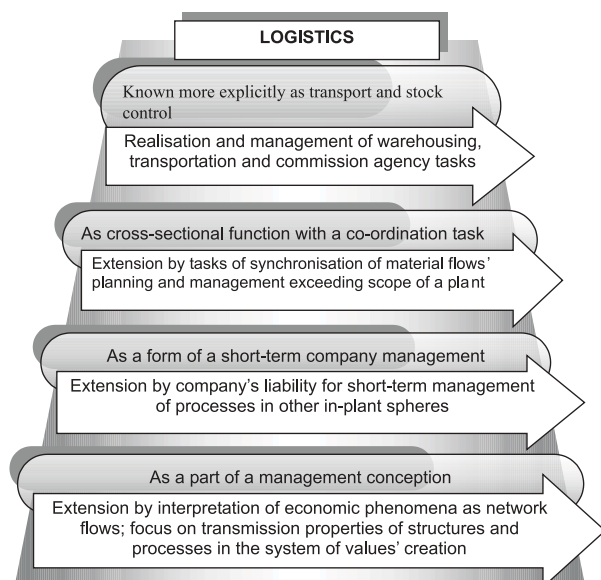 LOGISTICS
Known more explicitly as transport and stock
control
Realisation and management of warehousing,
transportation and commission agency tasks
As cross-sectional function with a co-ordination task
Extension by tasks of synchronisation of material flows'
planning and management exceeding scope of a plant
As a form of a short-term company management
Extension by company's liability for short-term management
of processes in other in-plant spheres
As a part of a management conception
Extension by interpretation of economic phenomena as network
flows; focus on transmission properties of structures and
processes in the system of values' creation